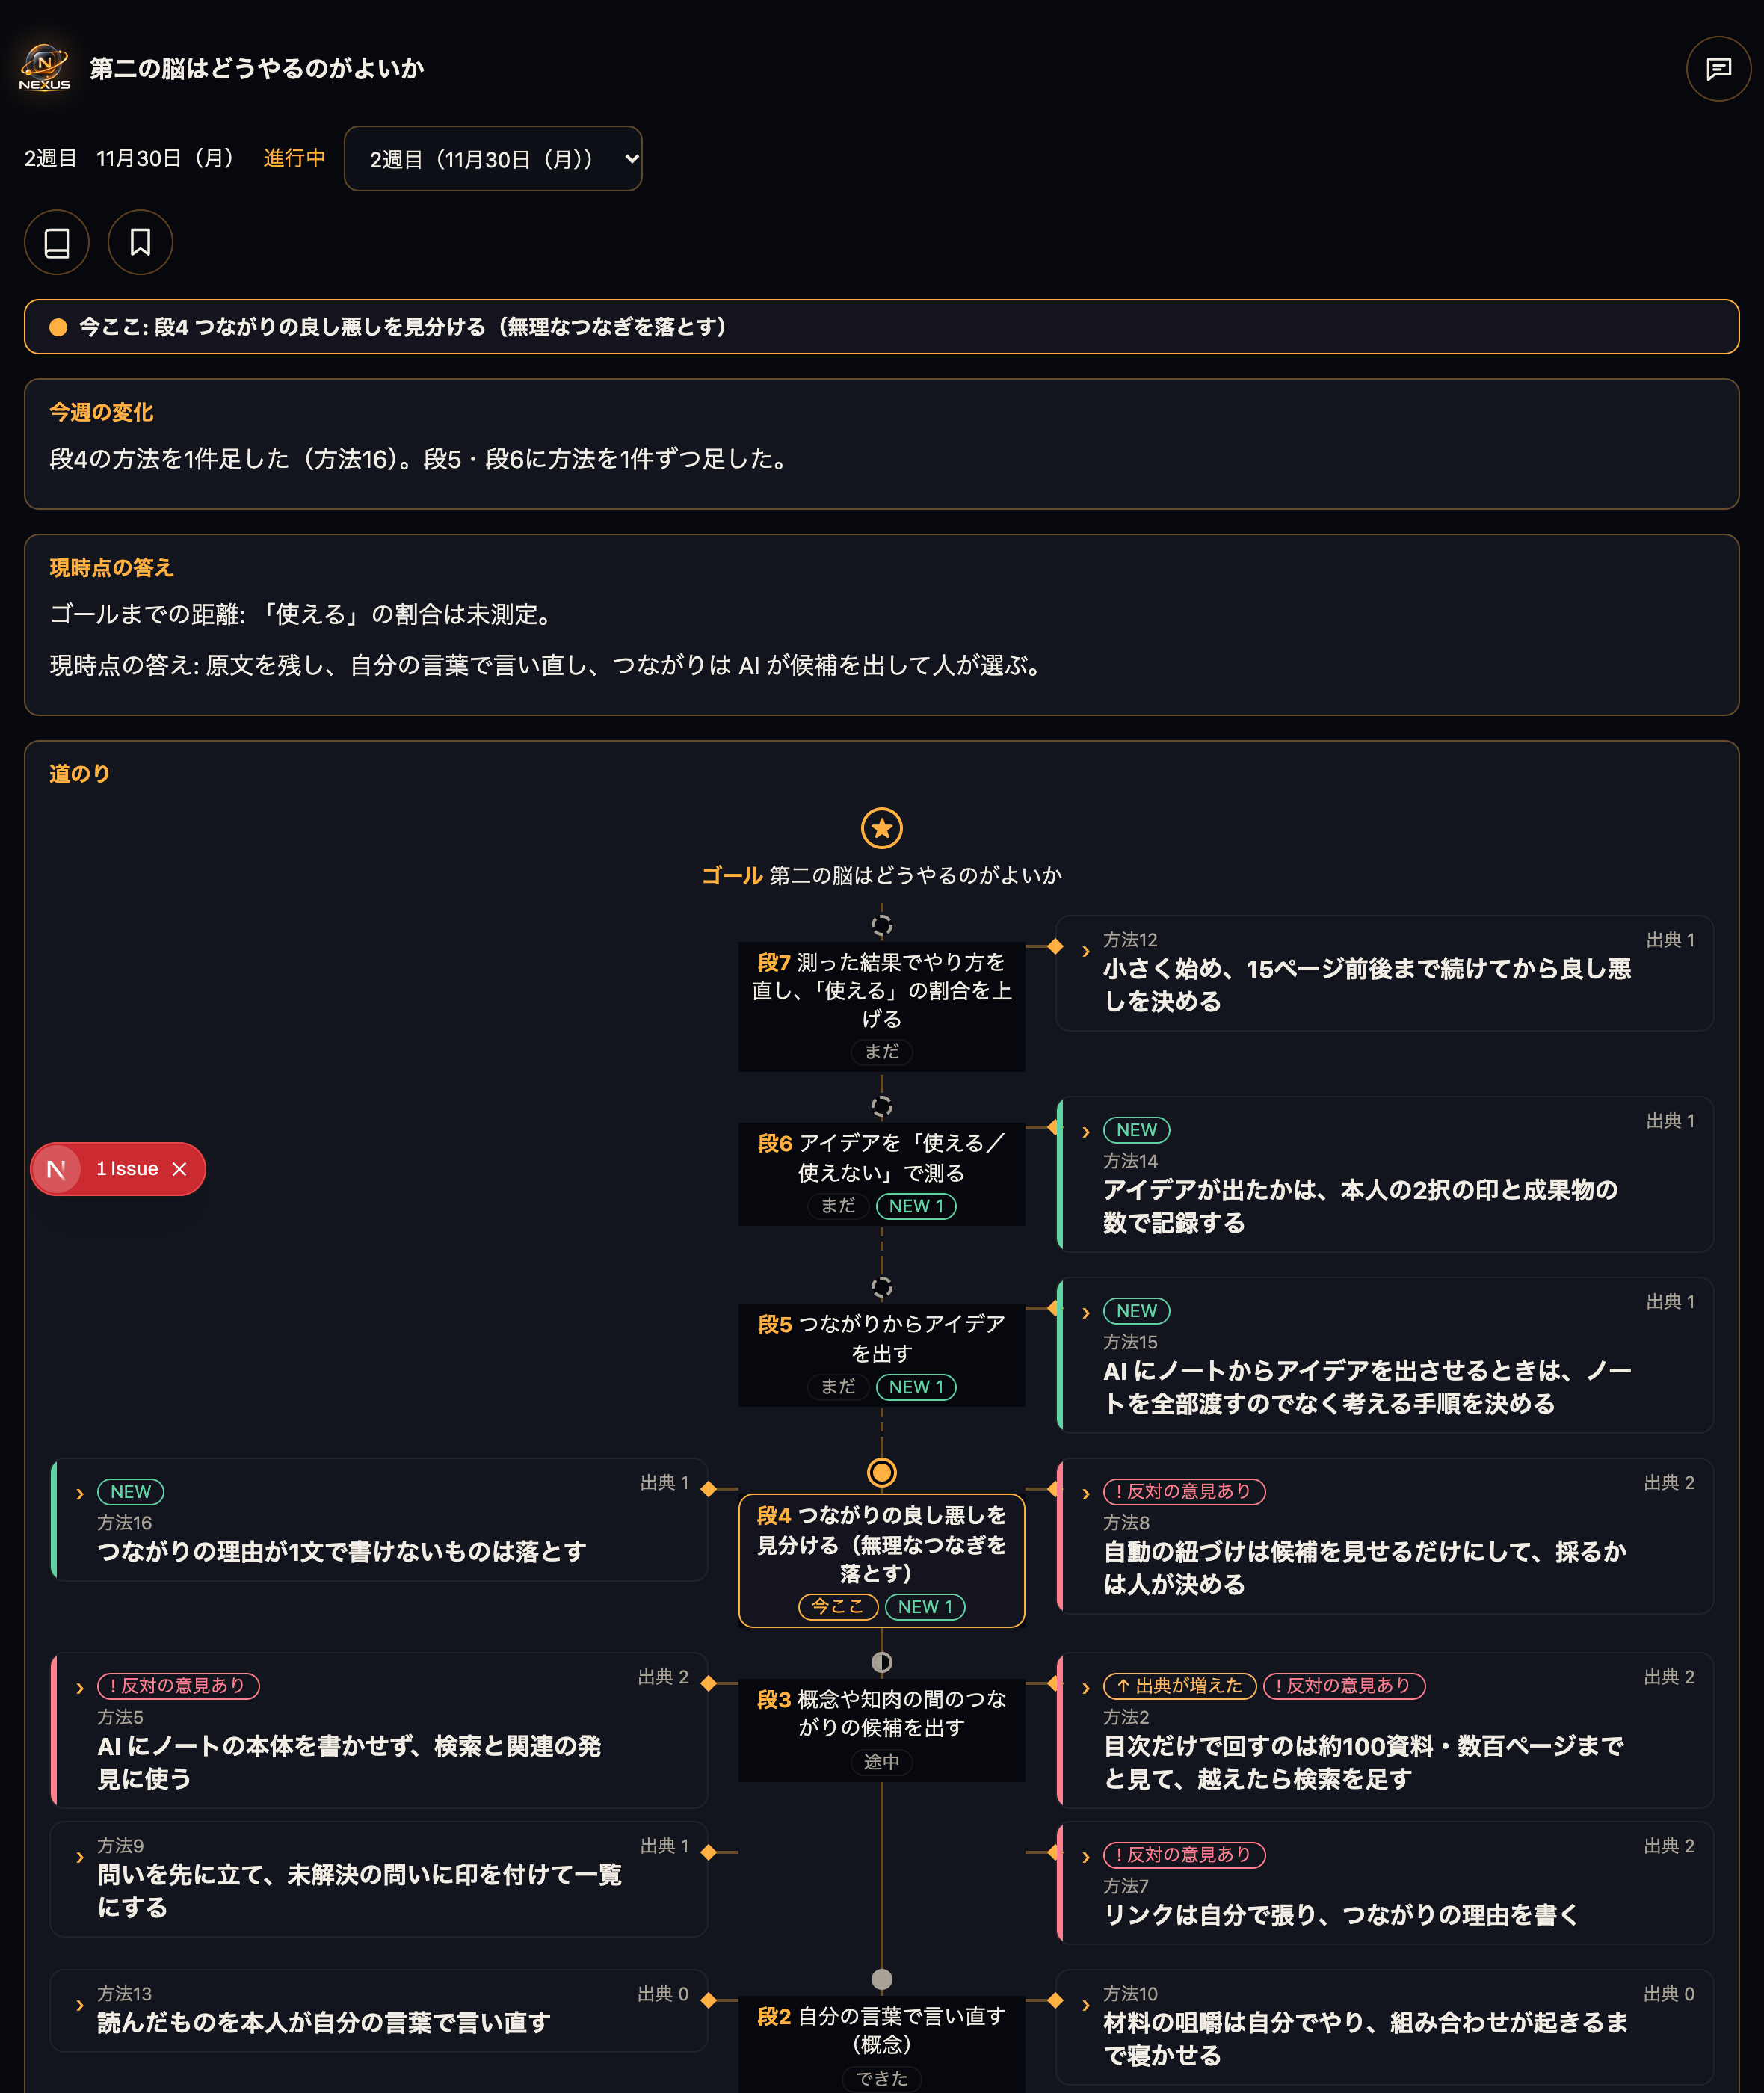 N
NEXUS
第二の脳はどうやるのがよいか
2週目 11月30日（月） 進行中 2週目（11月30日（月））
今ここ: 段4 つながりの良し悪しを見分ける（無理なつなぎを落とす）
今週の変化
段4の方法を1件足した（方法16）。段5・段6に方法を1件ずつ足した。
現時点の答え
ゴールまでの距離: 「使える」の割合は未測定。
現時点の答え: 原文を残し、自分の言葉で言い直し、つながりは AI が候補を出して人が選ぶ。
道のり
ゴール 第二の脳はどうやるのがよいか
段7 測った結果でやり方を
直し、「使える」の割合を上
げる
まだ
方法12
出典 1
小さく始め、15ページ前後まで続けてから良し悪
しを決める
段6 アイデアを「使える／
使えない」で測る
まだ NEW 1
NEW
出典 1
方法14
アイデアが出たかは、本人の2択の印と成果物の
数で記録する
N 1 Issue ×
段5 つながりからアイデア
を出す
まだ NEW 1
NEW
出典 1
方法15
AI にノートからアイデアを出させるときは、ノー
トを全部渡すのでなく考える手順を決める
NEW
出典 1
方法16
つながりの理由が1文で書けないものは落とす
段4 つながりの良し悪しを
見分ける（無理なつなぎを
落とす）
今ここ NEW 1
! 反対の意見あり
出典 2
方法8
自動の紐づけは候補を見せるだけにして、採るか
は人が決める
! 反対の意見あり
出典 2
方法5
AI にノートの本体を書かせず、検索と関連の発
見に使う
段3 概念や知肉の間のつな
がりの候補を出す
途中
↑ 出典が増えた ! 反対の意見あり
出典 2
方法2
目次だけで回すのは約100資料・数百ページまで
と見て、越えたら検索を足す
方法9
出典 1
問いを先に立て、未解決の問いに印を付けて一覧
にする
! 反対の意見あり
出典 2
方法7
リンクは自分で張り、つながりの理由を書く
方法13
出典 0
読んだものを本人が自分の言葉で言い直す
段2 自分の言葉で言い直す
（概念）
できた
方法10
出典 0
材料の咀嚼は自分でやり、組み合わせが起きるま
で寝かせる